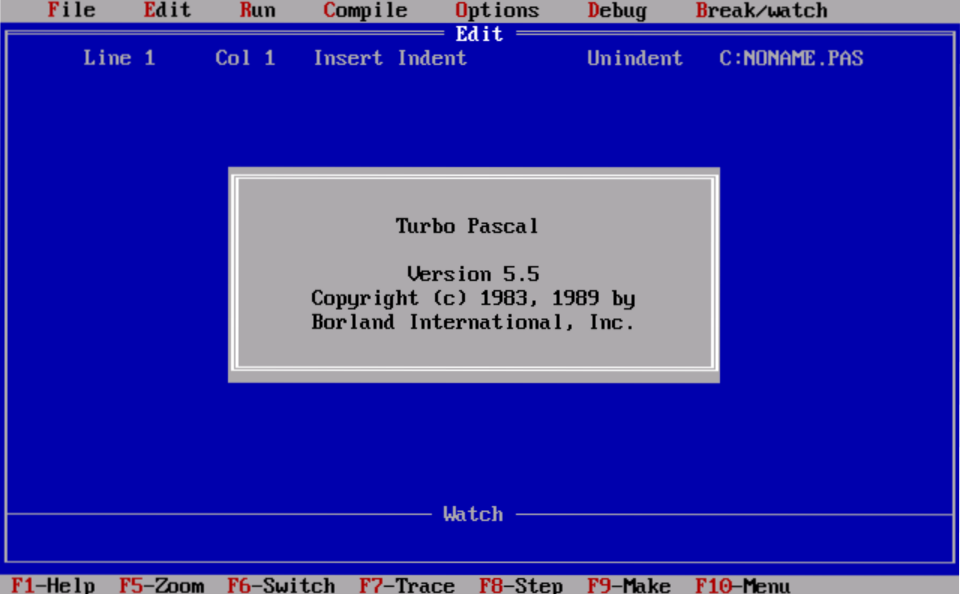 File Edit Run Compile Options Debug Break/watch
Edit
Line 1 Col 1 Insert Indent Unindent C:NONAME.PAS
Turbo Pascal
Version 5.5
Copyright (c) 1983, 1989 by
Borland International, Inc.
Watch
F1-Help F5-Zoom F6-Switch F7-Trace F8-Step F9-Make F10-Menu